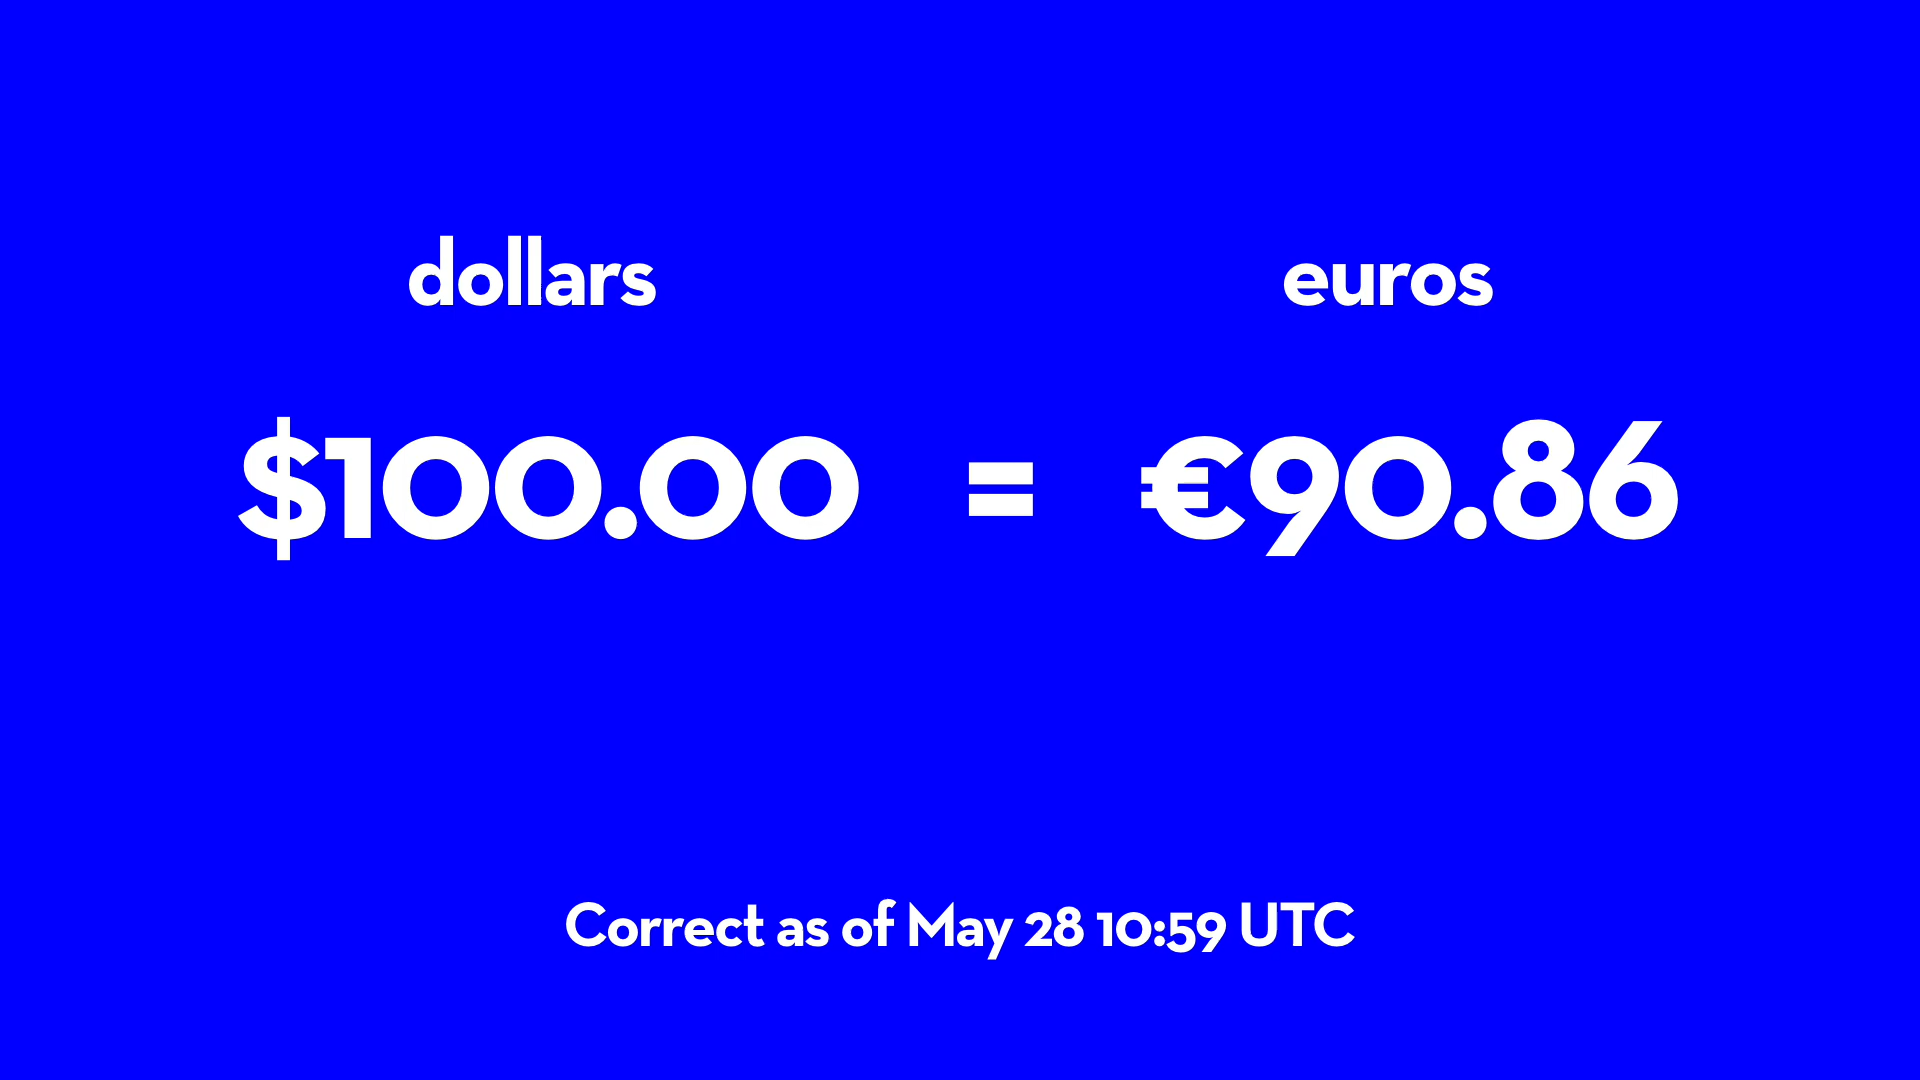 dollars euros
$100.00 = €90.86
Correct as of May 28 10:59 UTC